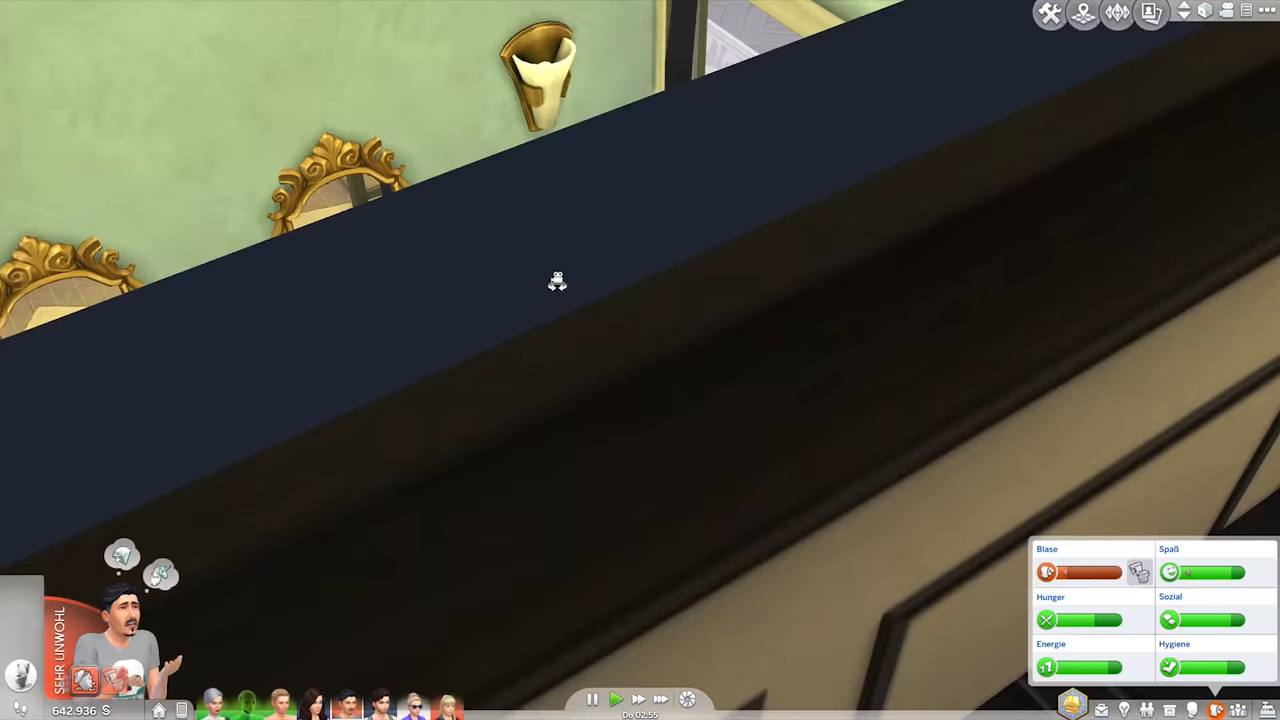 Blase
Spaß
Hunger
Sozial
Energie
Hygiene
SEHR UNWOHL
642.936 $
Do 02:55